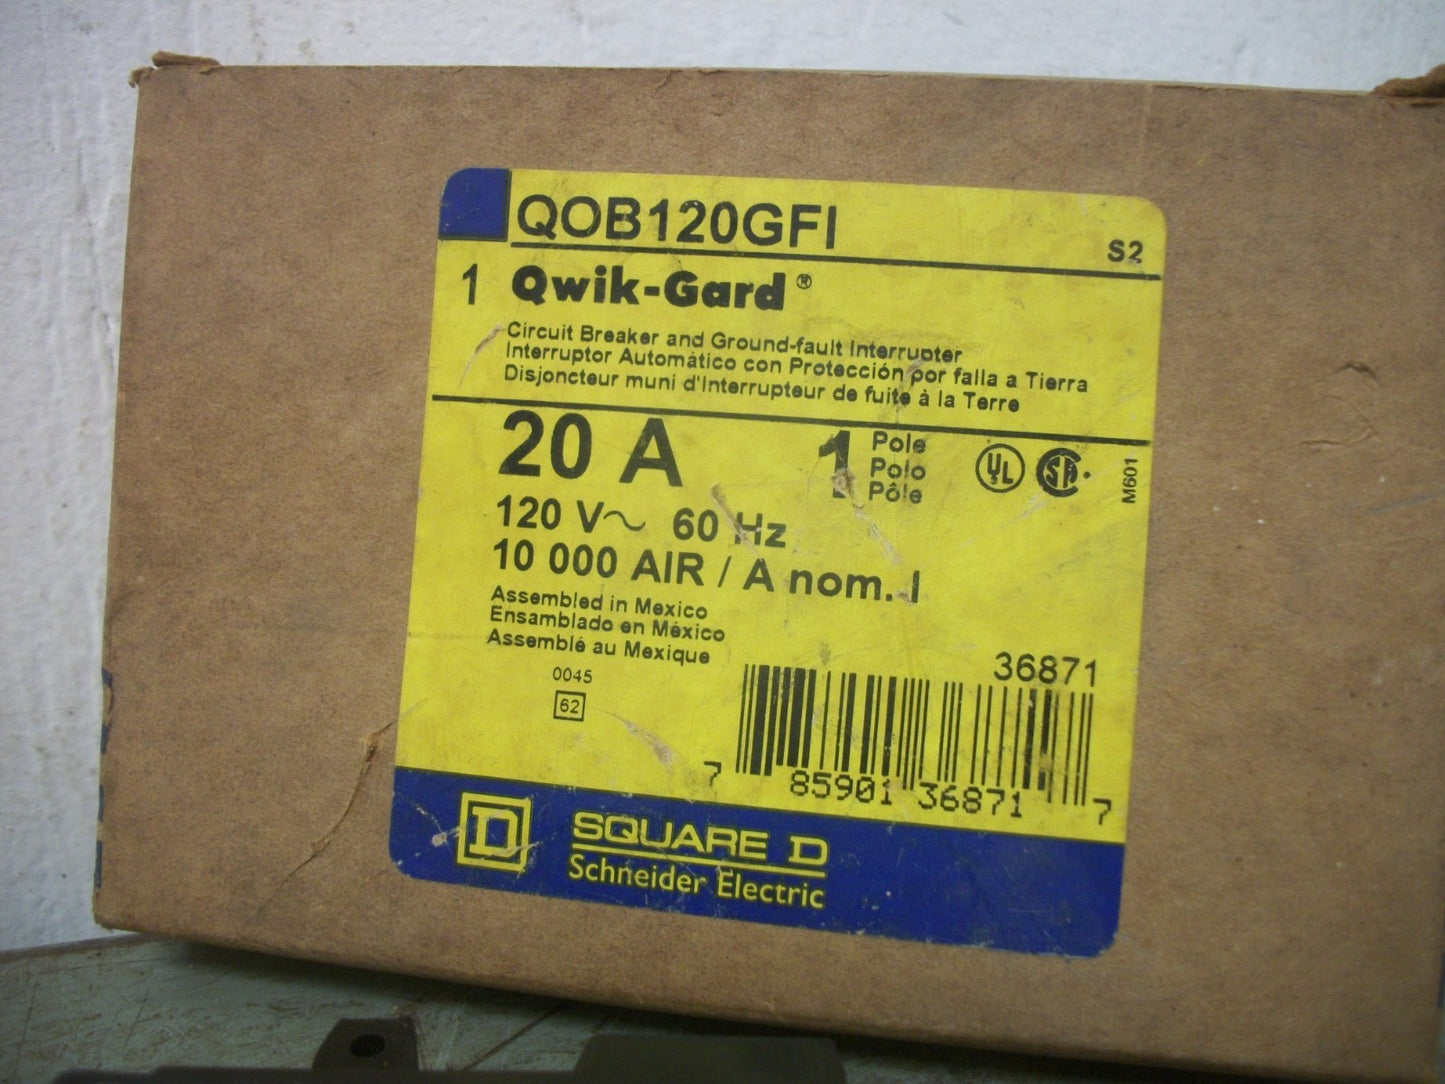 QOB120GFI
S2
1 Qwik-Gard®
Circuit Breaker and Ground-fault Interrupter
Interruptor Automático con Protección por falla a Tierra
Disjoncteur muni d'Interrupteur de fuite à la Terre
20 A
1 Pole
Polo
Pôle
UL
SA
M601
120 V~ 60 Hz
10 000 AIR / A nom. I
Assembled in Mexico
Ensamblado en México
Assemblé au Mexique
0045
62
36871
7 85901 36871 7
D SQUARE D
Schneider Electric